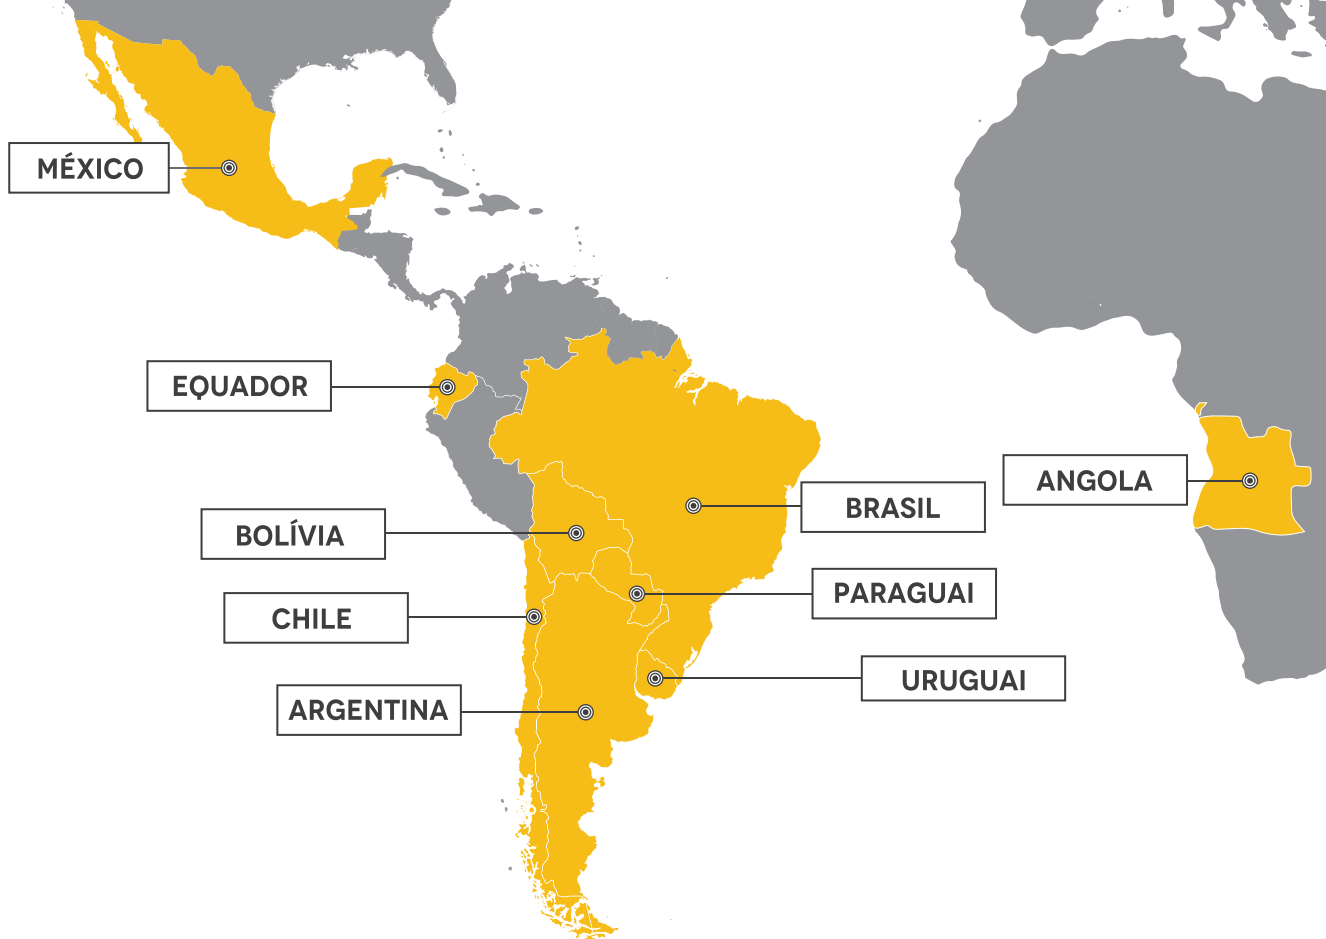 MÉXICO
EQUADOR
ANGOLA
BRASIL
BOLÍVIA
PARAGUAI
CHILE
URUGUAI
ARGENTINA